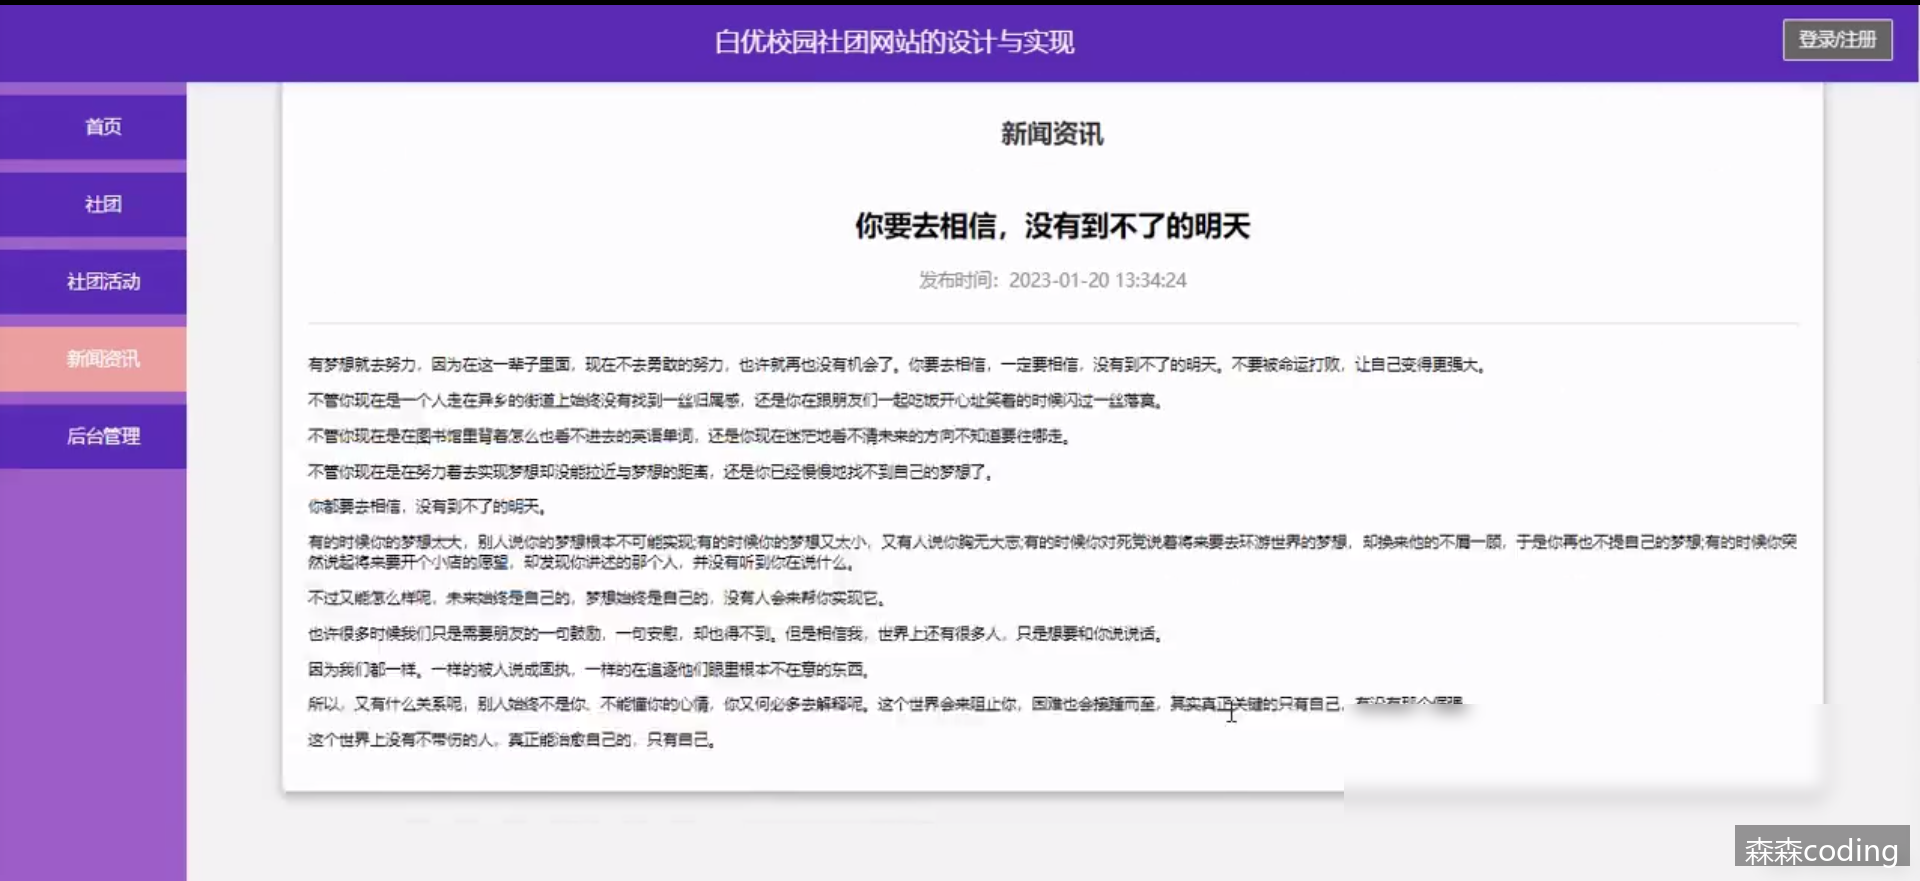 白优校园社团网站的设计与实现
登录/注册
首页
社团
社团活动
新闻资讯
后台管理
新闻资讯
你要去相信，没有到不了的明天
发布时间：2023-01-20 13:34:24
有梦想就去努力，因为在这一辈子里面，现在不去勇敢的努力，也许就再也没有机会了。你要去相信，一定要相信，没有到不了的明天。不要被命运打败，让自己变得更强大。
不管你现在是一个人走在异乡的街道上始终没有找到一丝归属感，还是你在跟朋友们一起吃饭开心址笑着的时候闪过一丝落寞。
不管你现在是在图书馆里背着怎么也看不进去的英语单词，还是你现在迷茫地看不清未来的方向不知道要往哪走。
不管你现在是在努力着去实现梦想却没能拉近与梦想的距离，还是你已经慢慢地找不到自己的梦想了。
你都要去相信，没有到不了的明天。
有的时候你的梦想太大，别人说你的梦想根本不可能实现;有的时候你的梦想又太小，又有人说你胸无大志;有的时候你对死党说着将来要去环游世界的梦想，却换来他的不屑一顾，于是你再也不提自己的梦想;有的时候你突
然说起将来要开个小店的愿望，却发现你讲述的那个人，并没有听到你在说什么。
不过又能怎么样呢，未来始终是自己的，梦想始终是自己的，没有人会来帮你实现它。
也许很多时候我们只是需要朋友的一句鼓励，一句安慰，却也得不到。但是相信我，世界上还有很多人，只是想要和你说说话。
因为我们都一样。一样的被人说成固执，一样的在追逐他们眼里根本不在意的东西。
所以，又有什么关系呢，别人始终不是你、不能懂你的心情，你又何必多去解释呢。这个世界会来阻止你，困难也会接踵而至，其实真正关键的只有自己，有没有那个倔强。
这个世界上没有不带伤的人，真正能治愈自己的，只有自己。
森森coding